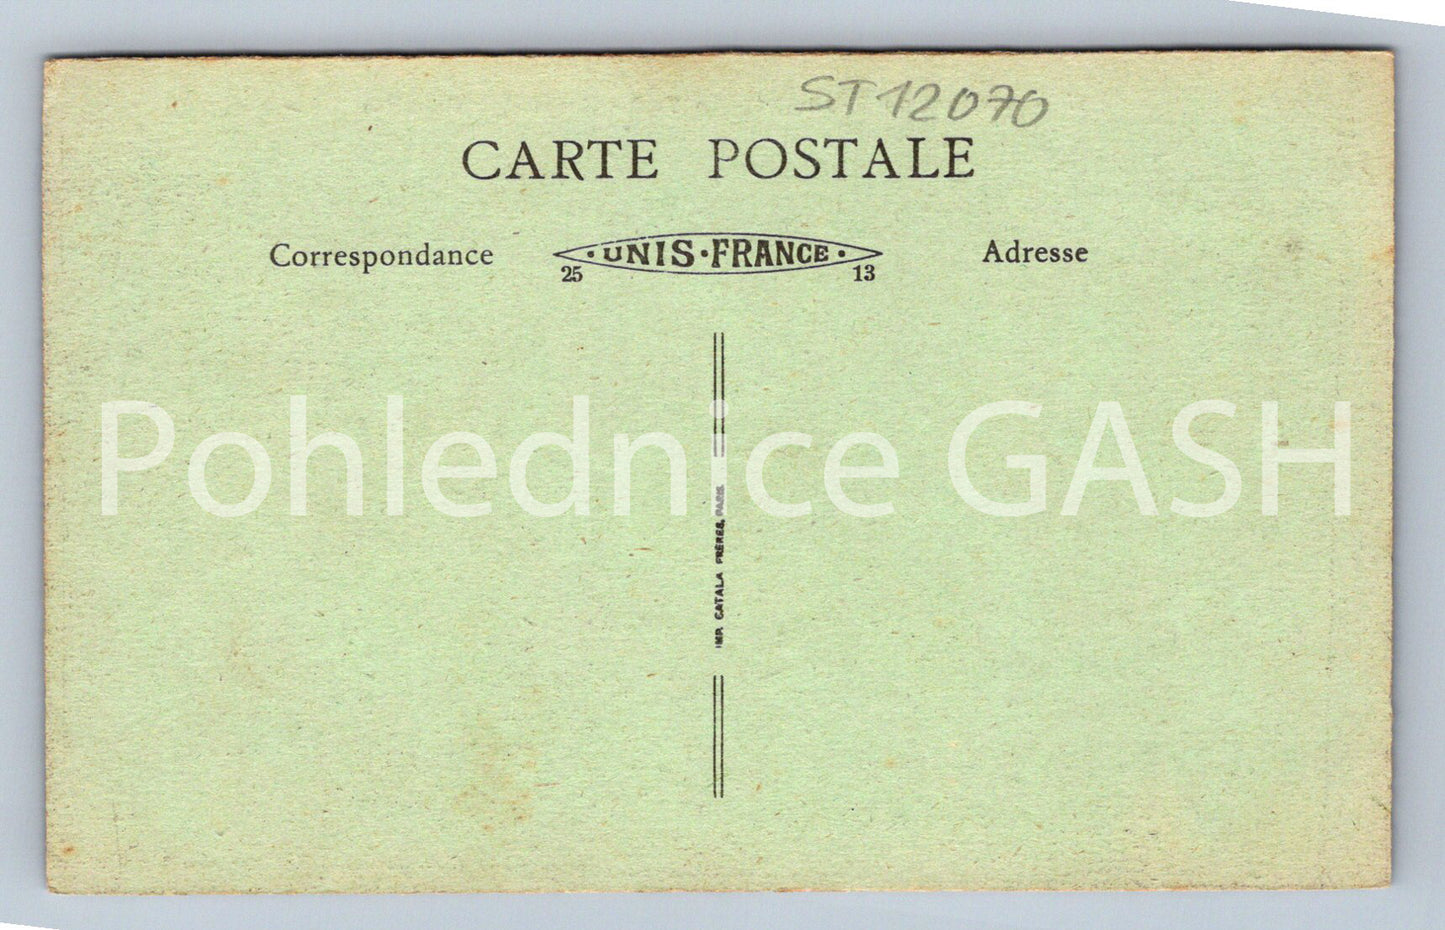 ST12070
CARTE POSTALE
Correspondance
·UNIS·FRANCE·
Adresse
25
13
Pohlednice GASH
IMP. CATALA FRÈRES, PARIS.